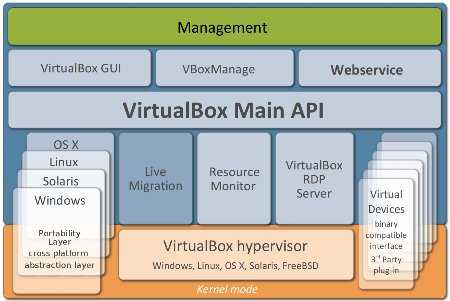 Management
VirtualBox GUI
VBoxManage
Webservice
VirtualBox Main API
OS X
Linux
Solaris
Windows
Portability
Layer
cross platform
abstraction layer
Live
Migration
Resource
Monitor
VirtualBox
RDP
Server
Virtual
Devices
binary
compatible
interface
3rd Party
plug-in
VirtualBox hypervisor
Windows, Linux, OS X, Solaris, FreeBSD
Kernel mode